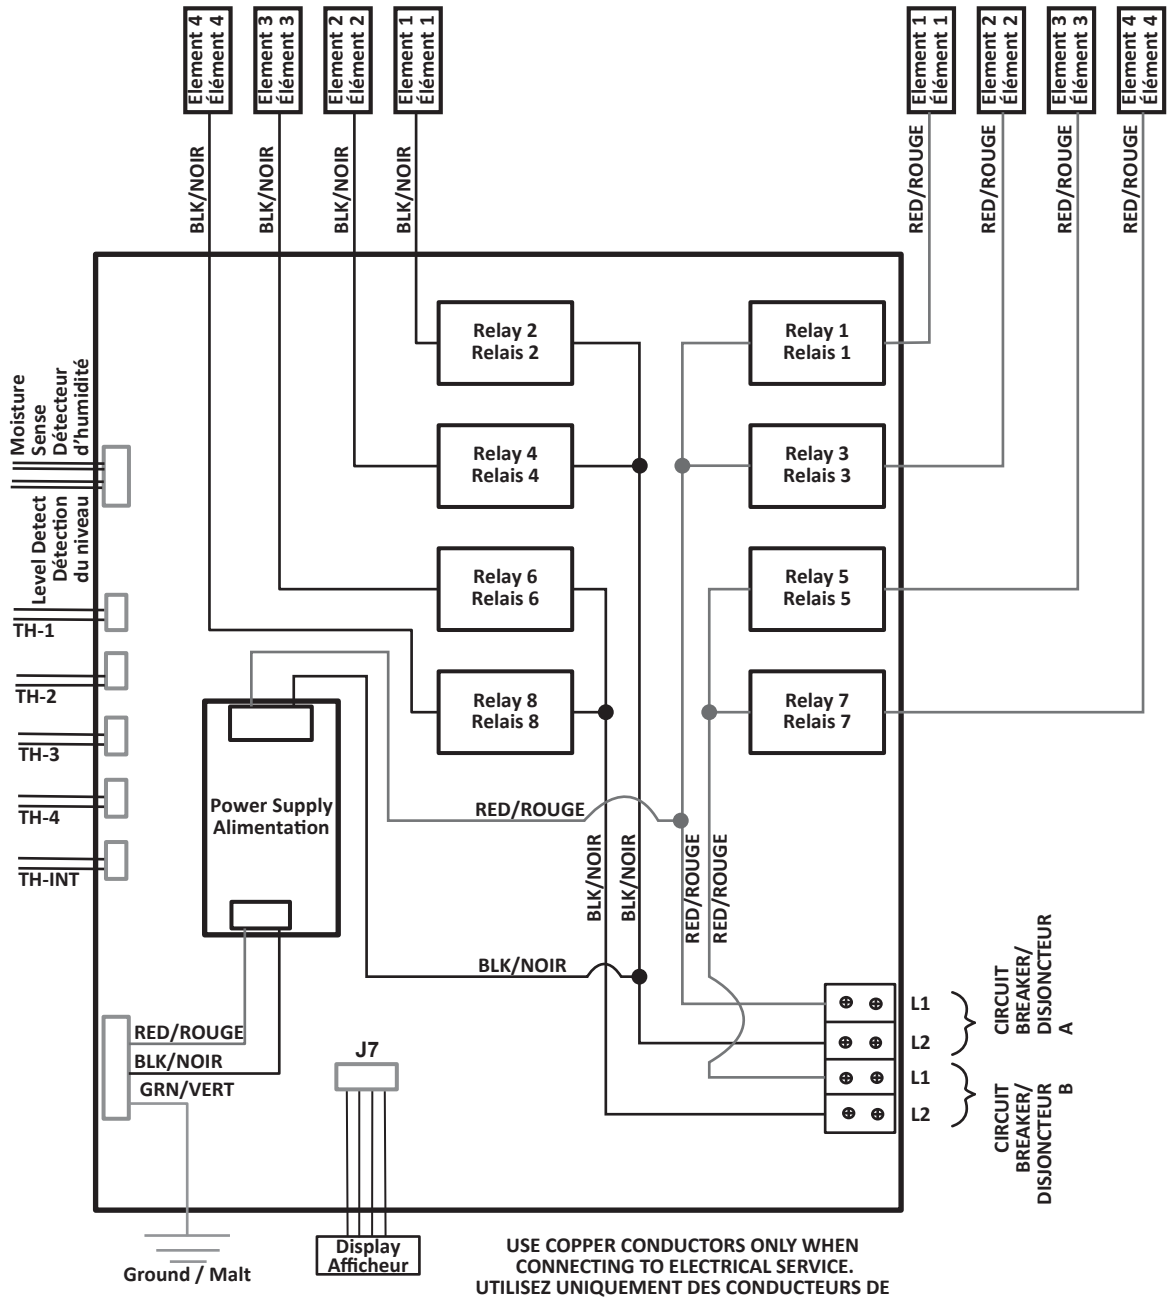 Element 4
Élément 4
Element 3
Élément 3
Element 2
Élément 2
Element 1
Élément 1
Element 1
Élément 1
Element 2
Élément 2
Element 3
Élément 3
Element 4
Élément 4
BLK/NOIR
BLK/NOIR
BLK/NOIR
BLK/NOIR
RED/ROUGE
RED/ROUGE
RED/ROUGE
RED/ROUGE
Relay 2
Relais 2
Relay 1
Relais 1
Moisture
Sense
Détecteur
d'humidité
Relay 4
Relais 4
Relay 3
Relais 3
Level Detect
Détection
du niveau
Relay 6
Relais 6
Relay 5
Relais 5
TH-1
TH-2
Relay 8
Relais 8
Relay 7
Relais 7
TH-3
TH-4
TH-INT
Power Supply
Alimentation
RED/ROUGE
BLK/NOIR
BLK/NOIR
RED/ROUGE
RED/ROUGE
BLK/NOIR
L1
L2
L1
L2
CIRCUIT
BREAKER/
DISJONCTEUR
A
CIRCUIT
BREAKER/
DISJONCTEUR
B
RED/ROUGE
BLK/NOIR
GRN/VERT
J7
Ground / Malt
Display
Afficheur
USE COPPER CONDUCTORS ONLY WHEN
CONNECTING TO ELECTRICAL SERVICE.
UTILISEZ UNIQUEMENT DES CONDUCTEURS DE